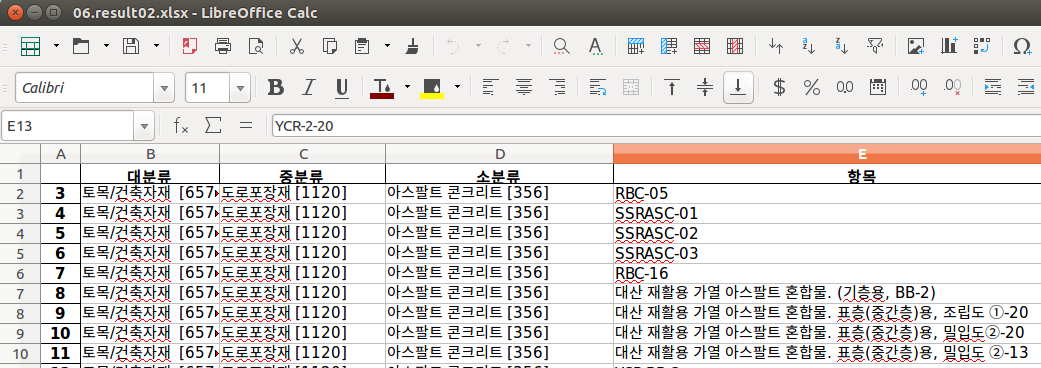 06.result02.xlsx - LibreOffice Calc
Calibri 11 B I U T $ % 0.0
E13 fx Σ = YCR-2-20
A B C D E
1 대분류 중분류 소분류 항목
2 3 토목/건축자재 [657 도로포장재 [1120] 아스팔트 콘크리트 [356] RBC-05
3 4 토목/건축자재 [657 도로포장재 [1120] 아스팔트 콘크리트 [356] SSRASC-01
4 5 토목/건축자재 [657 도로포장재 [1120] 아스팔트 콘크리트 [356] SSRASC-02
5 6 토목/건축자재 [657 도로포장재 [1120] 아스팔트 콘크리트 [356] SSRASC-03
6 7 토목/건축자재 [657 도로포장재 [1120] 아스팔트 콘크리트 [356] RBC-16
7 8 토목/건축자재 [657 도로포장재 [1120] 아스팔트 콘크리트 [356] 대산 재활용 가열 아스팔트 혼합물. (기층용, BB-2)
8 9 토목/건축자재 [657 도로포장재 [1120] 아스팔트 콘크리트 [356] 대산 재활용 가열 아스팔트 혼합물. 표층(중간층)용, 조립도 ①-20
9 10 토목/건축자재 [657 도로포장재 [1120] 아스팔트 콘크리트 [356] 대산 재활용 가열 아스팔트 혼합물. 표층(중간층)용, 밀입도②-20
10 11 토목/건축자재 [657 도로포장재 [1120] 아스팔트 콘크리트 [356] 대산 재활용 가열 아스팔트 혼합물. 표층(중간층)용, 밀입도 ②-13